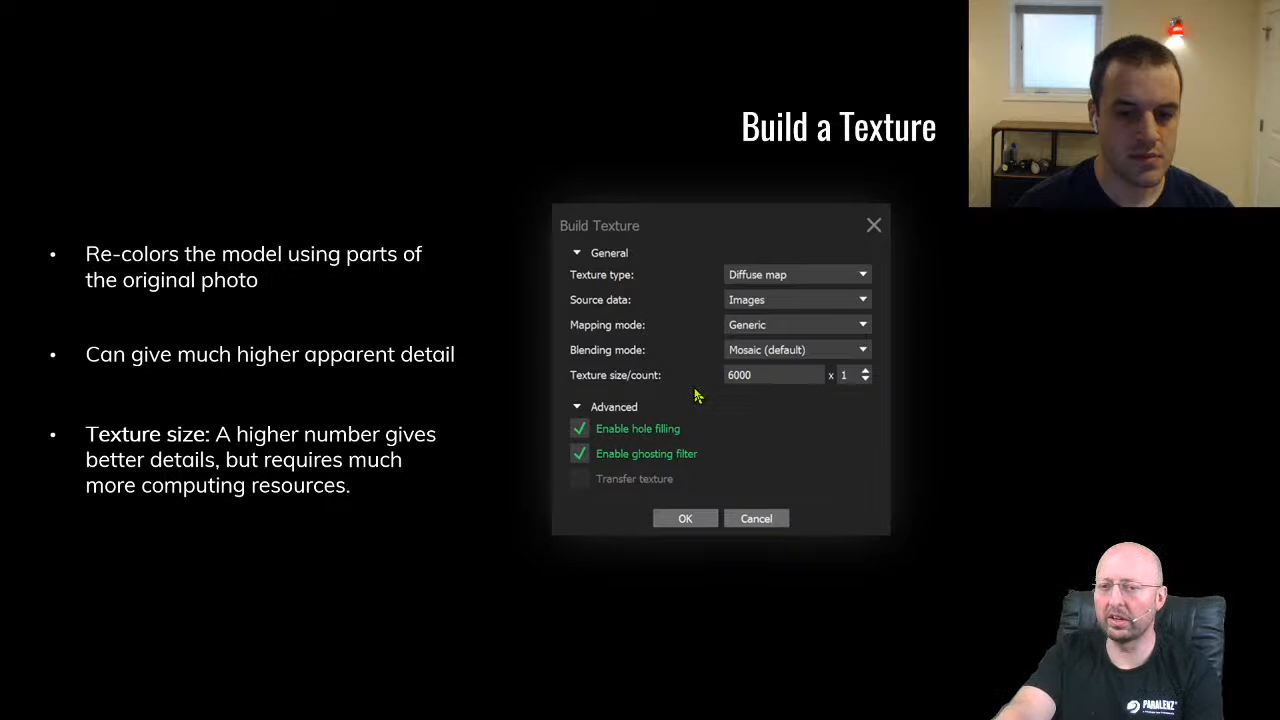 Build a Texture
• Re-colors the model using parts of
the original photo
• Can give much higher apparent detail
• Texture size: A higher number gives
better details, but requires much
more computing resources.
Build Texture
General
Texture type: Diffuse map
Source data: Images
Mapping mode: Generic
Blending mode: Mosaic (default)
Texture size/count: 6000 x 1
Advanced
Enable hole filling
Enable ghosting filter
Transfer texture
OK Cancel
PARALENZ